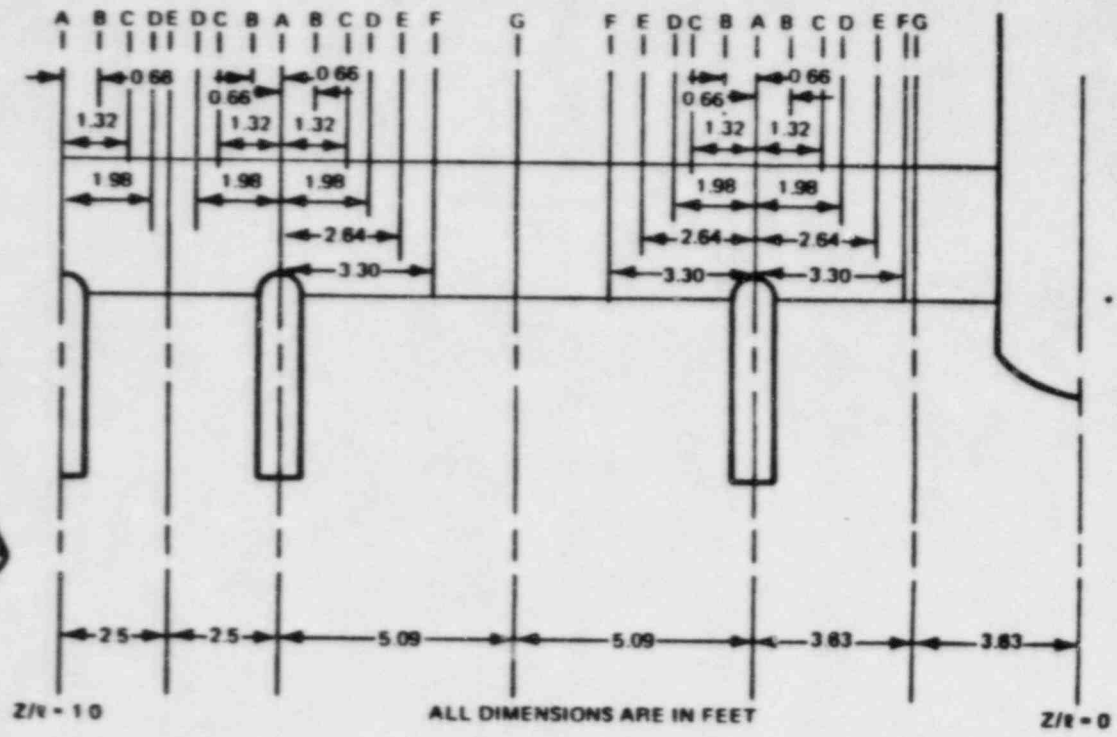 A B C D E D C B A B C D E F G F E D C B A B C D E F G
0.66 0.66 0.66
0.66 0.66
1.32 1.32 1.32 1.32 1.32
1.98 1.98 1.98 1.98 1.98
2.64 2.64 2.64
3.30 3.30 3.30
2.5 2.5 5.09 5.09 3.63 3.63
Z/ℓ = 1.0 ALL DIMENSIONS ARE IN FEET Z/ℓ = 0